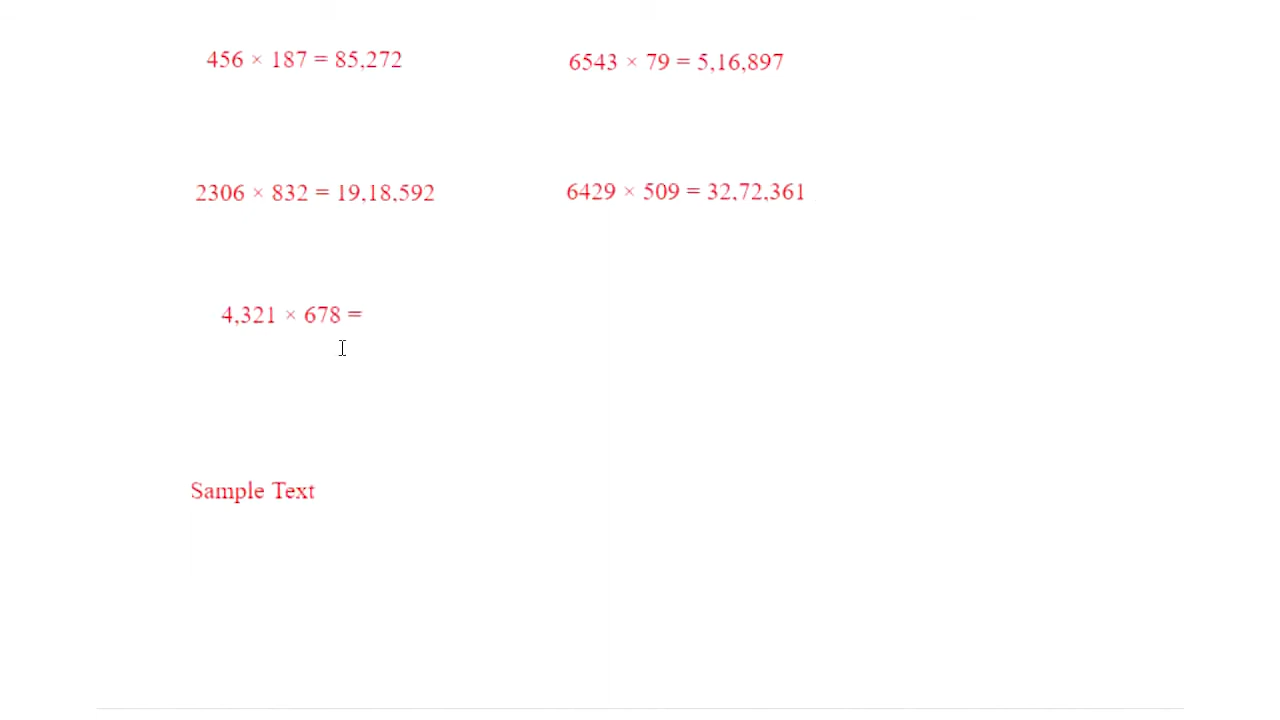 456 × 187 = 85,272
6543 × 79 = 5,16,897
2306 × 832 = 19,18,592
6429 × 509 = 32,72,361
4,321 × 678 =
Sample Text